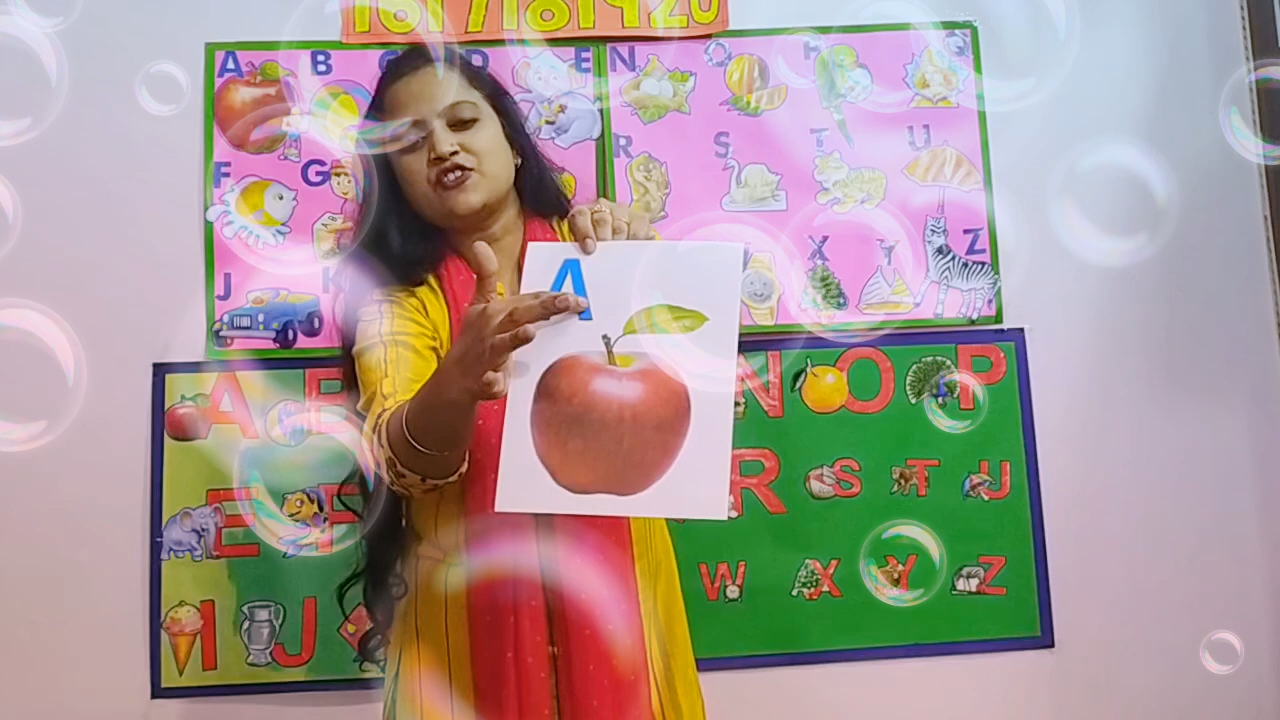 16 17 18 19 20
A B C D E
F G
J K
N O P Q
R S T U
X Y Z
A
A B
E F
I J
N O P
R S T U
W X Y Z